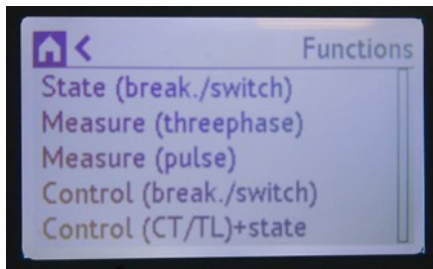 Functions
State (break./switch)
Measure (threephase)
Measure (pulse)
Control (break./switch)
Control (CT/TL)+state